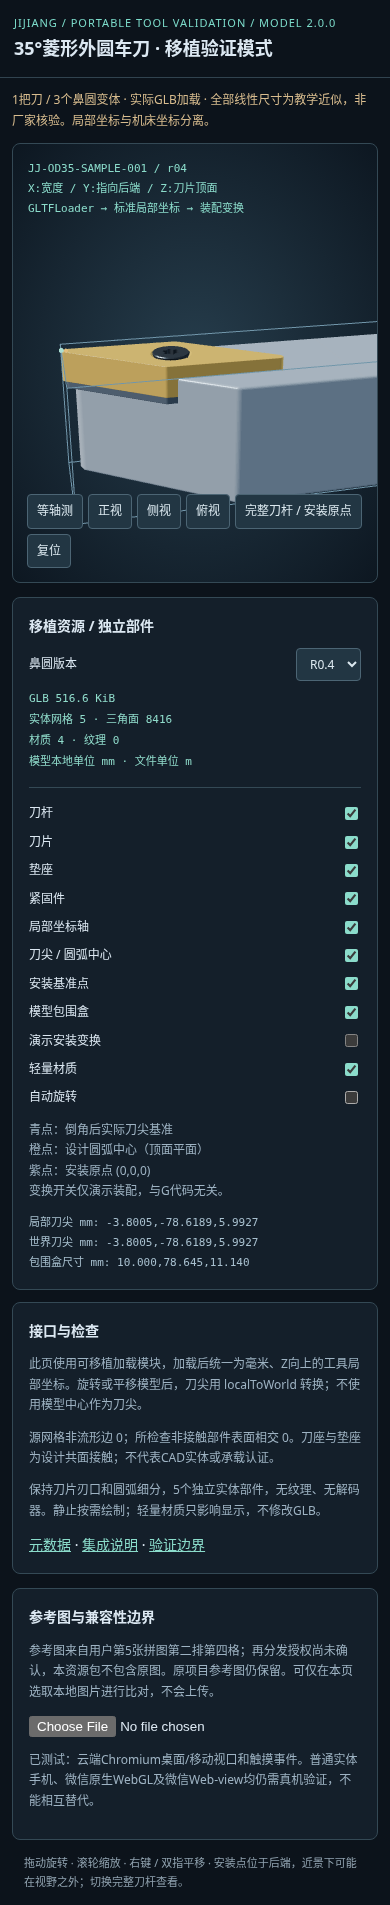 JIJIANG / PORTABLE TOOL VALIDATION / MODEL 2.0.0
35°菱形外圆车刀 · 移植验证模式
1把刀 / 3个鼻圆变体 · 实际GLB加载 · 全部线性尺寸为教学近似，非
厂家核验。局部坐标与机床坐标分离。
JJ-OD35-SAMPLE-001 / r04
X:宽度 / Y:指向后端 / Z:刀片顶面
GLTFLoader → 标准局部坐标 → 装配变换
等轴测
正视
侧视
俯视
完整刀杆 / 安装原点
复位
移植资源 / 独立部件
鼻圆版本
R0.4
GLB 516.6 KiB
实体网格 5 · 三角面 8416
材质 4 · 纹理 0
模型本地单位 mm · 文件单位 m
刀杆
刀片
垫座
紧固件
局部坐标轴
刀尖 / 圆弧中心
安装基准点
模型包围盒
演示安装变换
轻量材质
自动旋转
青点：倒角后实际刀尖基准
橙点：设计圆弧中心（顶面平面）
紫点：安装原点 (0,0,0)
变换开关仅演示装配，与G代码无关。
局部刀尖 mm: -3.8005,-78.6189,5.9927
世界刀尖 mm: -3.8005,-78.6189,5.9927
包围盒尺寸 mm: 10.000,78.645,11.140
接口与检查
此页使用可移植加载模块，加载后统一为毫米、Z向上的工具局
部坐标。旋转或平移模型后，刀尖用 localToWorld 转换；不使
用模型中心作为刀尖。
源网格非流形边 0；所检查非接触部件表面相交 0。刀座与垫座
为设计共面接触；不代表CAD实体或承载认证。
保持刀片刃口和圆弧细分，5个独立实体部件，无纹理、无解码
器。静止按需绘制；轻量材质只影响显示，不修改GLB。
元数据 · 集成说明 · 验证边界
参考图与兼容性边界
参考图来自用户第5张拼图第二排第四格；再分发授权尚未确
认，本资源包不包含原图。原项目参考图仍保留。可仅在本页
选取本地图片进行比对，不会上传。
Choose File No file chosen
已测试：云端Chromium桌面/移动视口和触摸事件。普通实体
手机、微信原生WebGL及微信Web-view均仍需真机验证，不
能相互替代。
拖动旋转 · 滚轮缩放 · 右键 / 双指平移 · 安装点位于后端，近景下可能
在视野之外；切换完整刀杆查看。